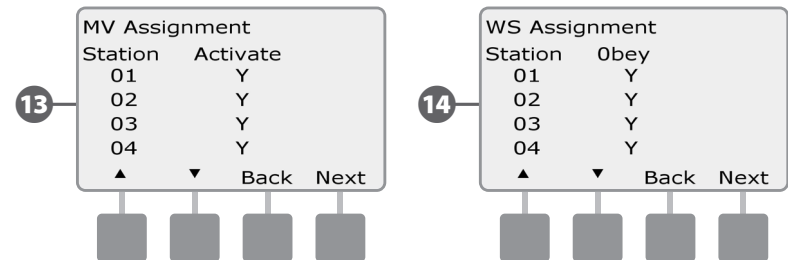 13
MV Assignment
Station Activate
01 Y
02 Y
03 Y
04 Y
▲ ▼ Back Next
14
WS Assignment
Station 0bey
01 Y
02 Y
03 Y
04 Y
▲ ▼ Back Next